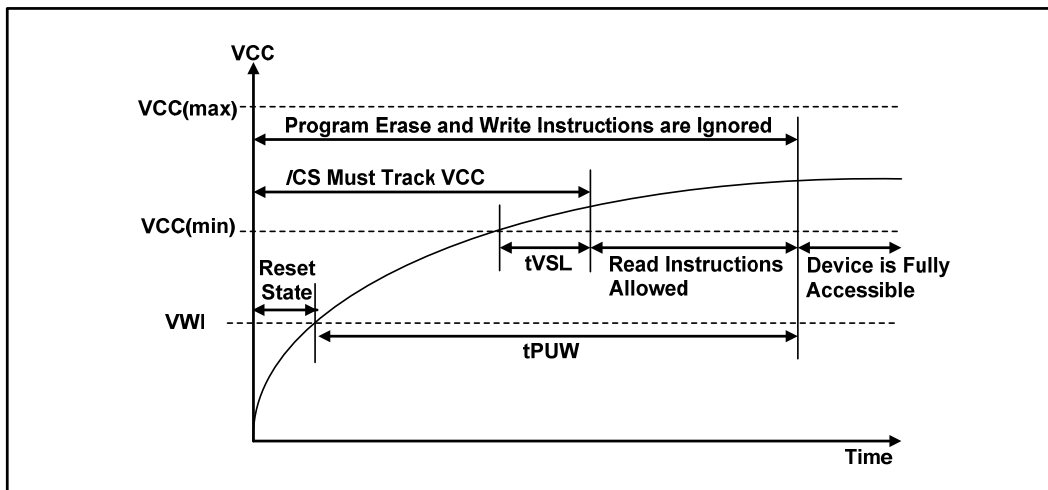 VCC
VCC(max)
Program Erase and Write Instructions are Ignored
/CS Must Track VCC
VCC(min)
tVSL
Read Instructions
Allowed
Device is Fully
Accessible
Reset
State
VWI
tPUW
Time